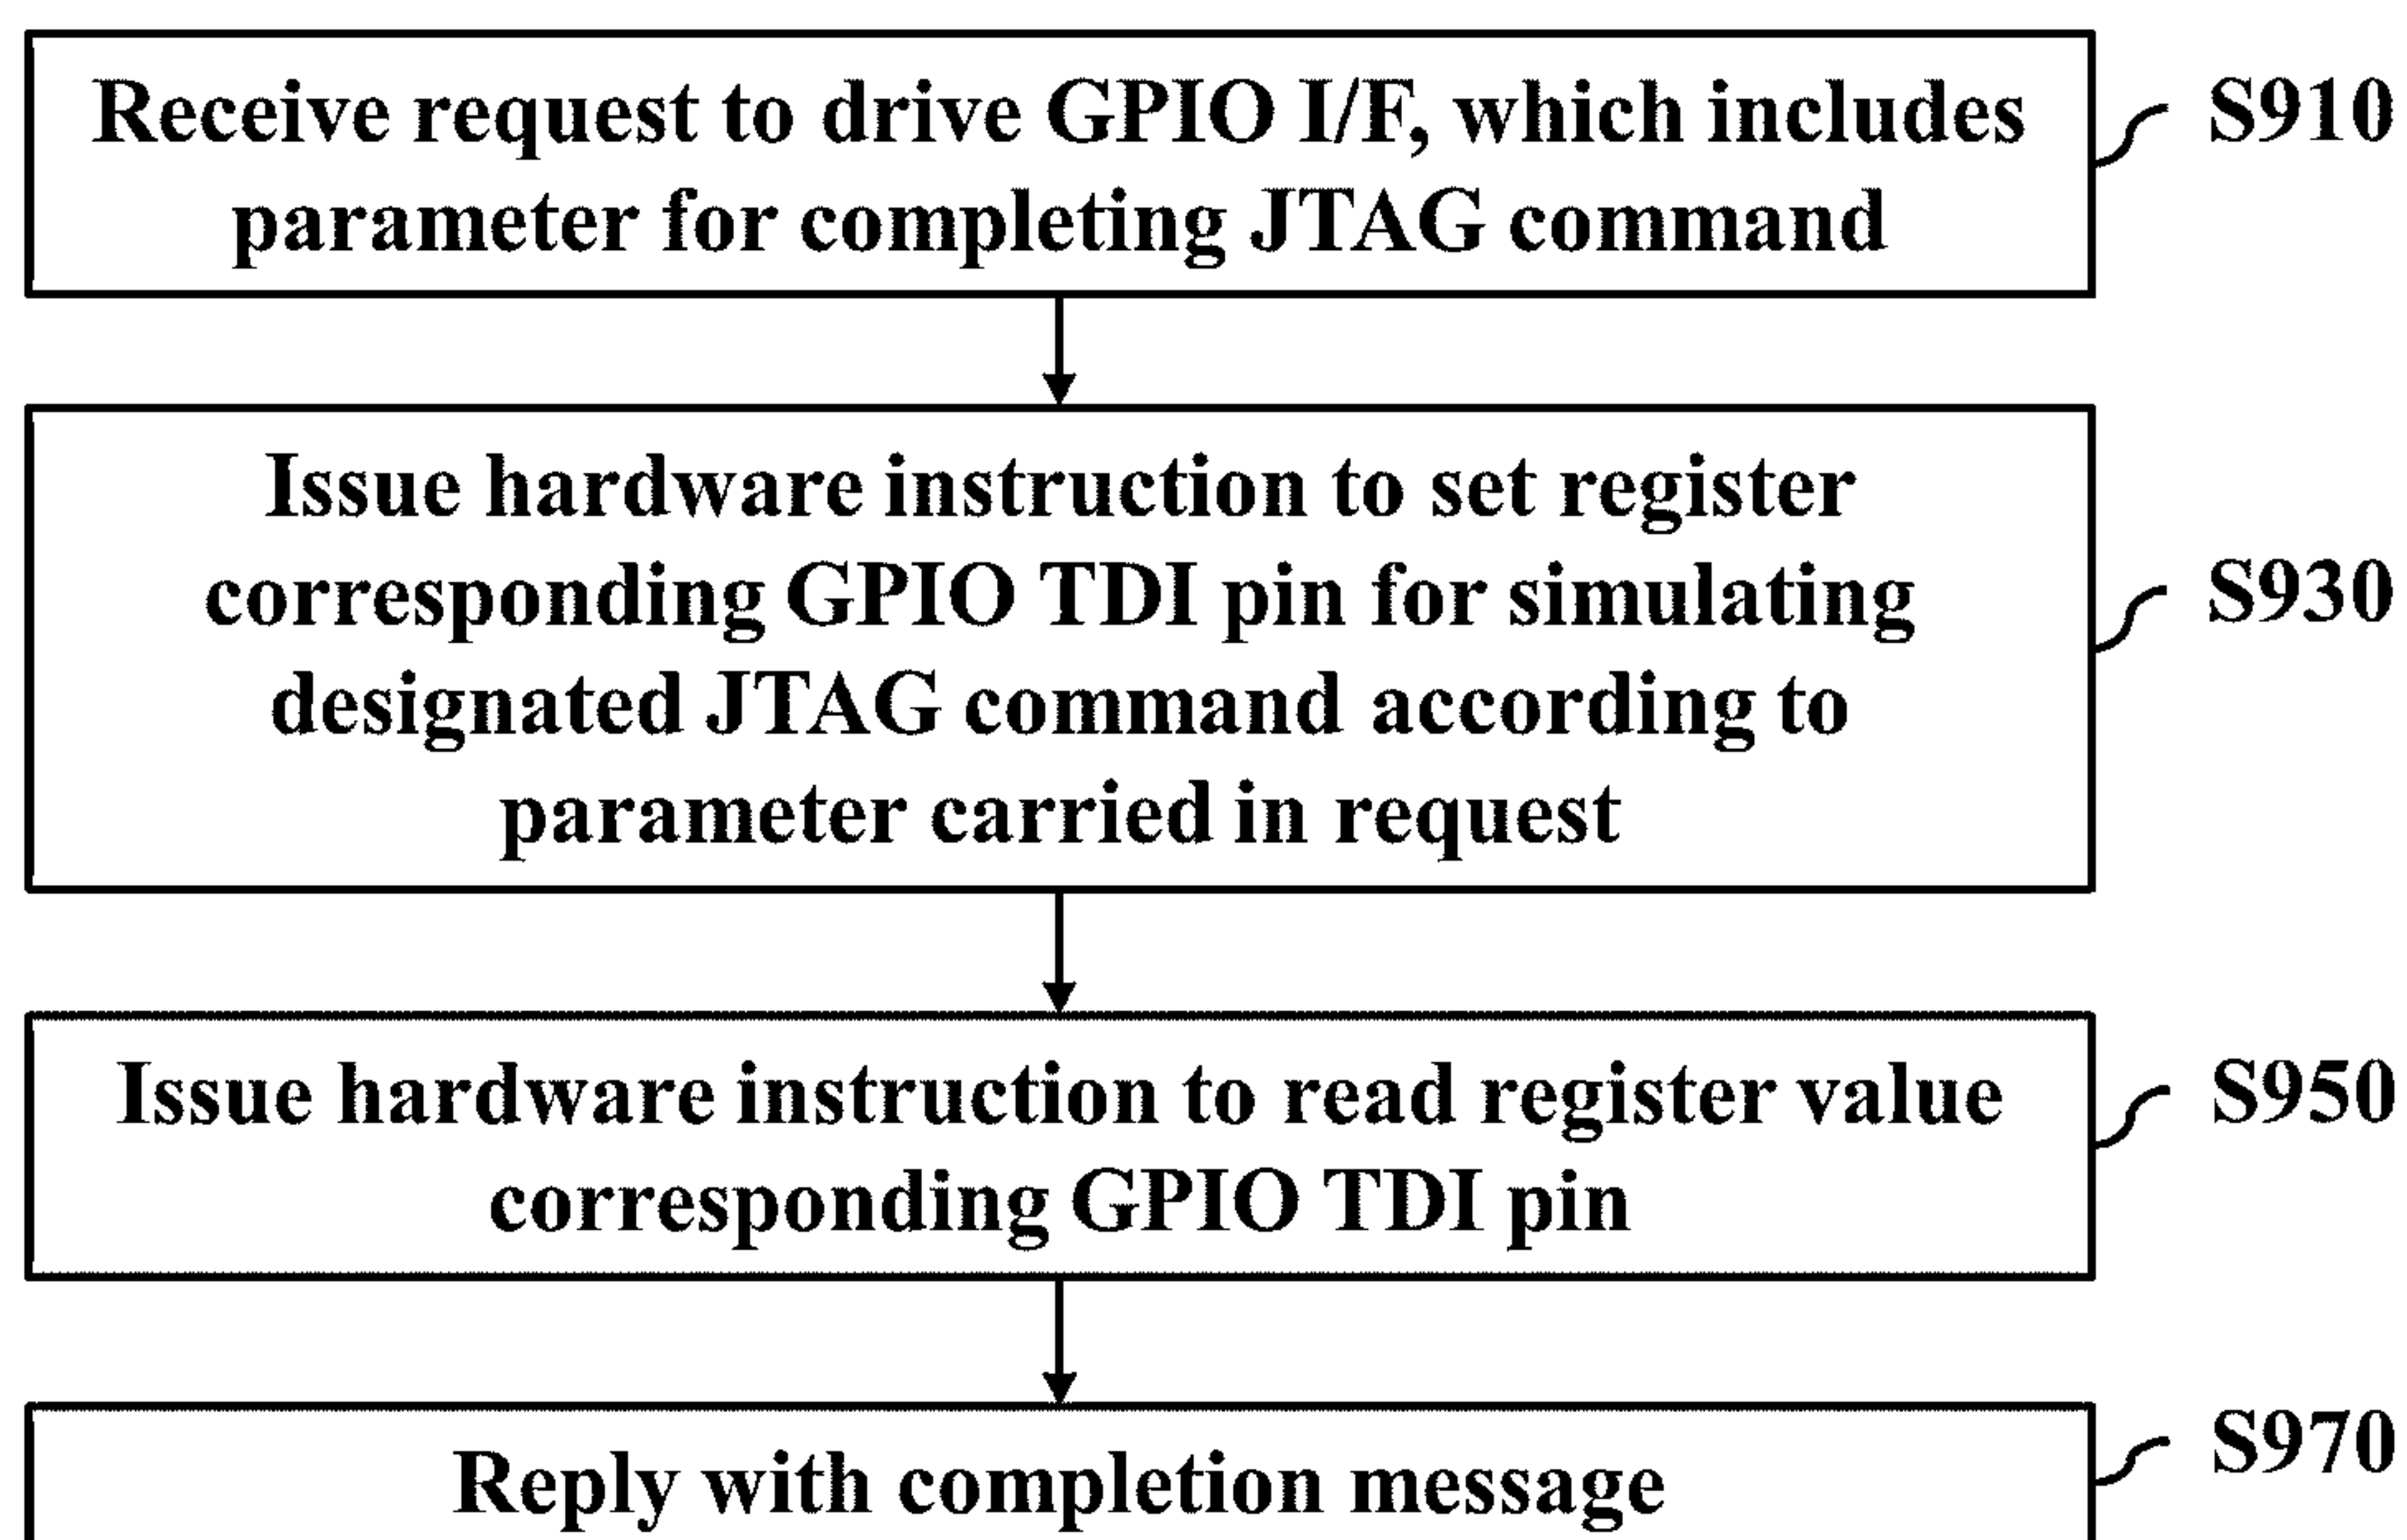 Receive request to drive GPIO I/F, which includes
parameter for completing JTAG command
S910
Issue hardware instruction to set register
corresponding GPIO TDI pin for simulating
designated JTAG command according to
parameter carried in request
S930
Issue hardware instruction to read register value
corresponding GPIO TDI pin
S950
Reply with completion message
S970